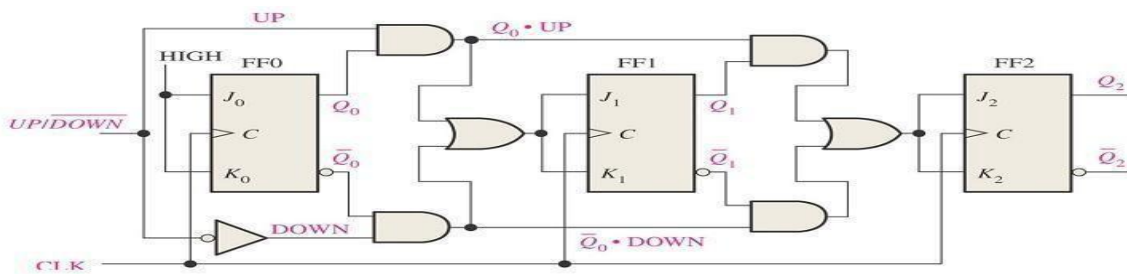 UP
Q₀ • UP
HIGH
FF0
FF1
FF2
J₀
Q₀
J₁
Q₁
J₂
Q₂
UP/D̅O̅W̅N̅
C
C
C
Q̅₀
Q̅₁
Q̅₂
K₀
K₁
K₂
DOWN
Q̅₀ • DOWN
CLK